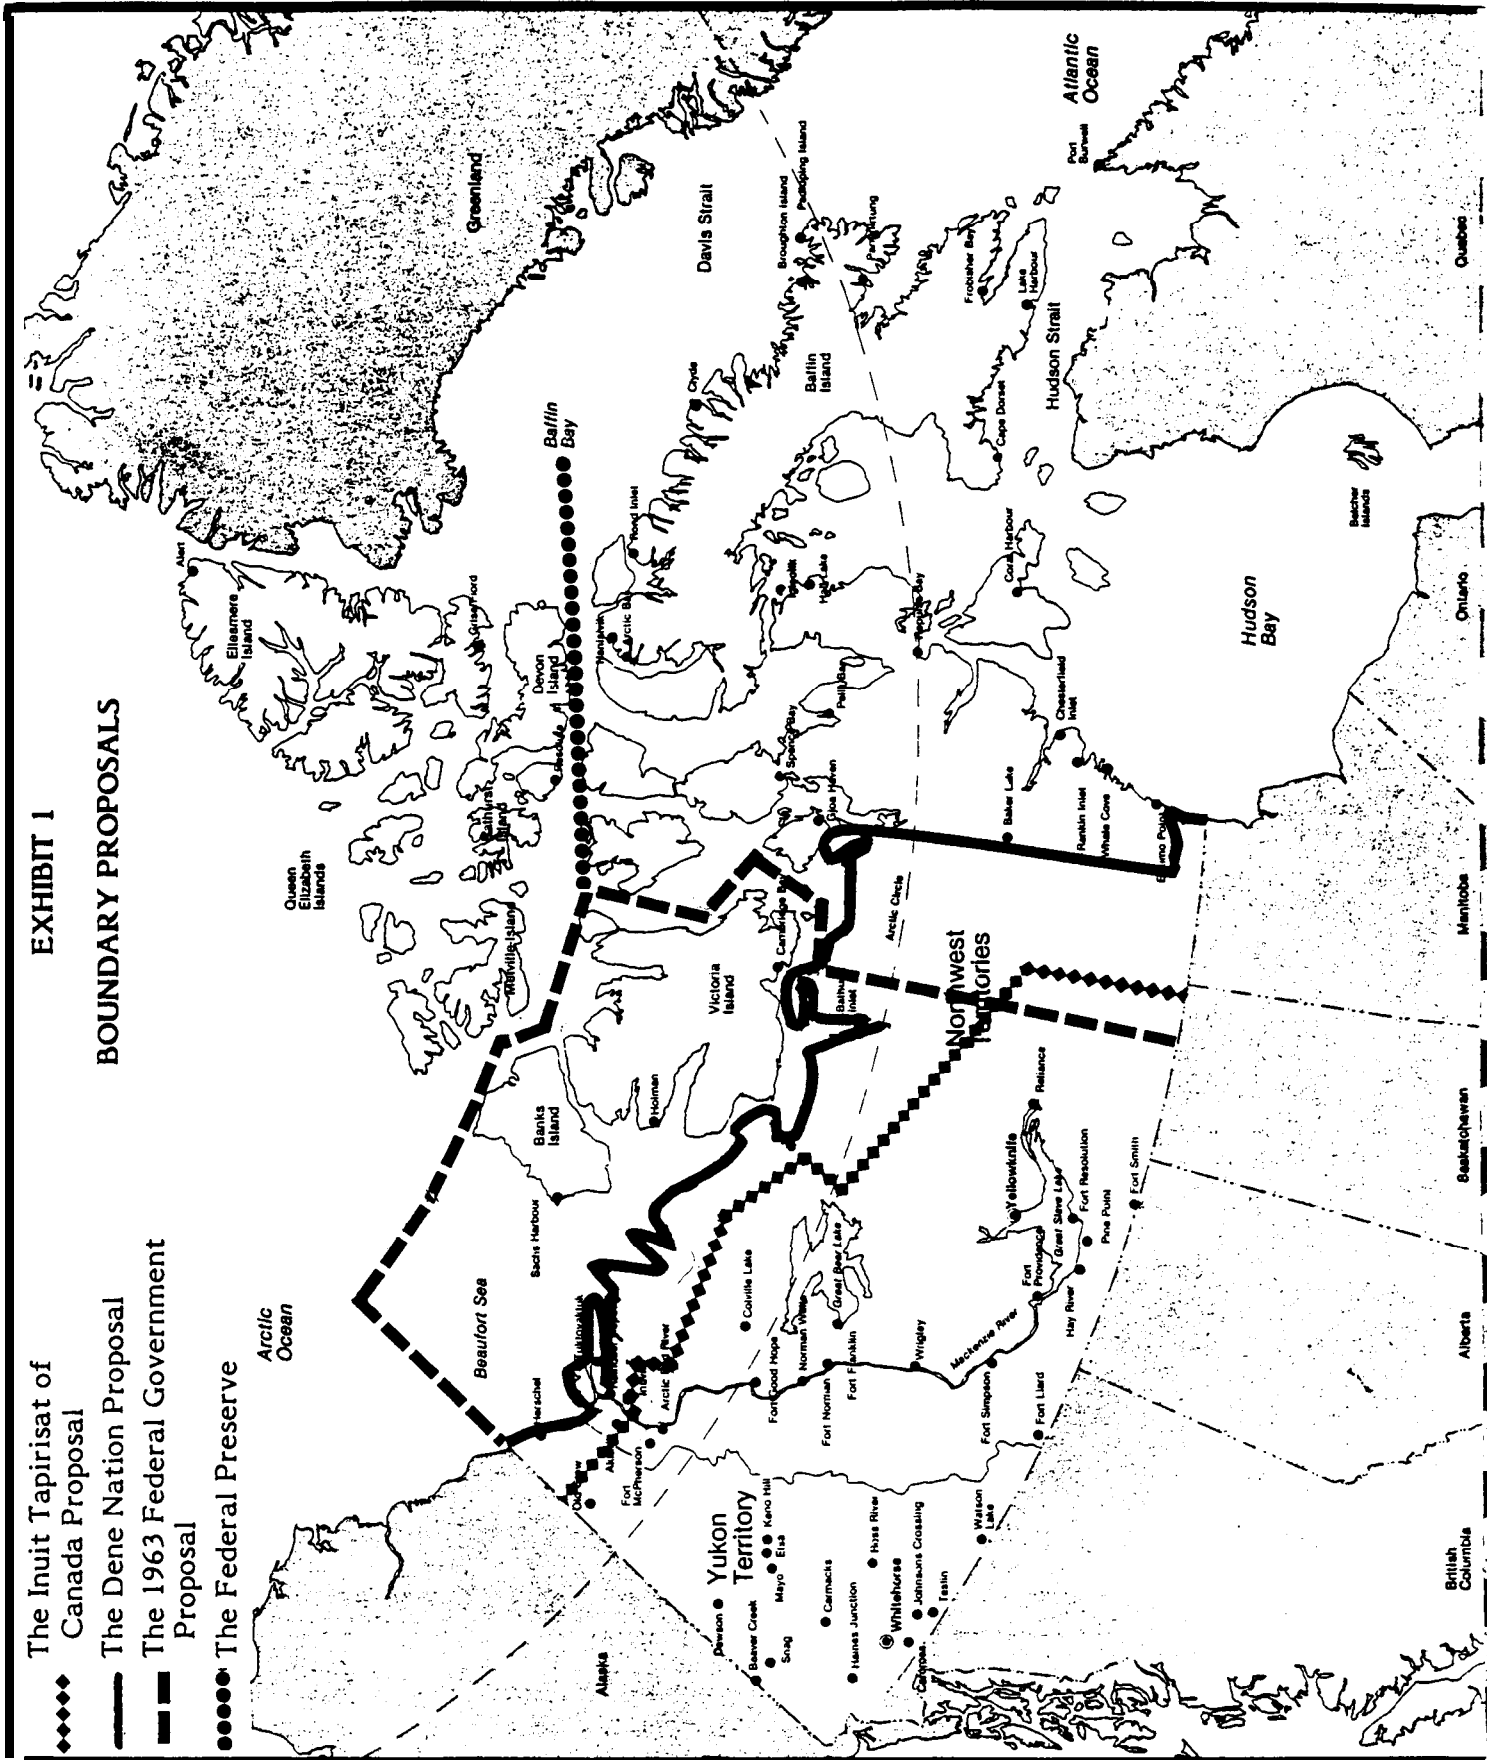 EXHIBIT 1
BOUNDARY PROPOSALS
The Inuit Tapirisat of
Canada Proposal
The Dene Nation Proposal
The 1963 Federal Government
Proposal
The Federal Preserve
Arctic
Ocean
Beaufort Sea
Queen
Elizabeth
Islands
Ellesmere
Island
Alert
Greenland
Grise Fiord
Devon
Island
Resolute
Bathurst
Island
Melville Island
Baffin
Bay
Davis Strait
Atlantic
Ocean
Banks
Island
Sachs Harbour
Holman
Victoria
Island
Cambridge Bay
Nanisivik
Arctic Bay
Pond Inlet
Clyde
Broughton Island
Padloping Island
Pangnirtung
Baffin
Island
Igloolik
Hall Lake
Spence Bay
Pelly Bay
Gjoa Haven
Repulse Bay
Frobisher Bay
Lake
Harbour
Cape Dorset
Hudson Strait
Port
Burwell
Coral Harbour
Chesterfield
Inlet
Baker Lake
Rankin Inlet
Whale Cove
Eskimo Point
Hudson
Bay
Belcher
Islands
Arctic Circle
Bathurst
Inlet
Northwest
Territories
Herschel
Tuktoyaktuk
Old Crow
Fort
McPherson
Arctic Red River
Colville Lake
Fort Good Hope
Norman Wells
Great Bear Lake
Fort Norman
Fort Franklin
Wrigley
Mackenzie River
Fort Simpson
Fort Liard
Fort
Providence
Hay River
Great Slave Lake
Yellowknife
Reliance
Fort Resolution
Pine Point
Fort Smith
Alaska
Yukon
Territory
Dawson
Beaver Creek
Snag
Mayo
Elsa
Keno Hill
Carmacks
Haines Junction
Ross River
Whitehorse
Johnsons Crossing
Teslin
Carcross
Watson
Lake
British
Columbia
Alberta
Saskatchewan
Manitoba
Ontario
Quebec